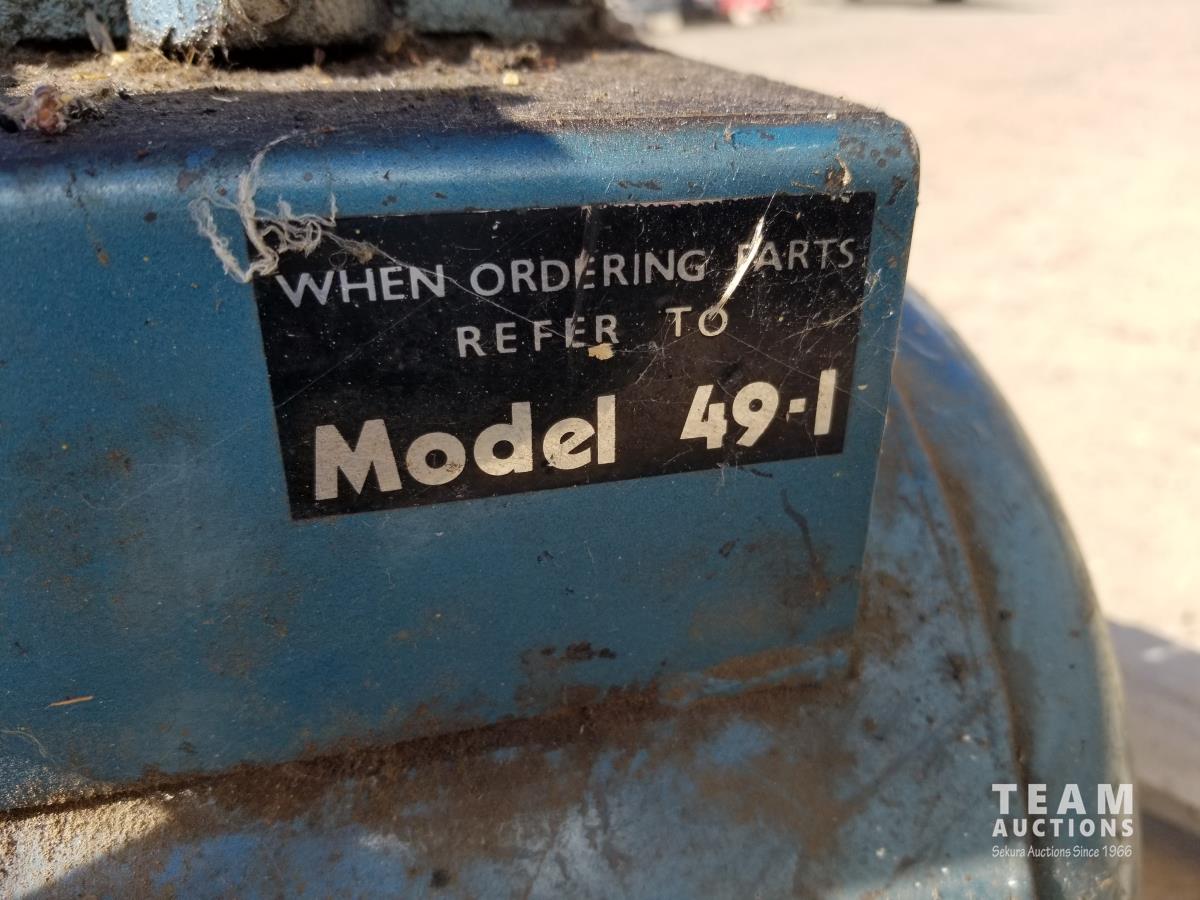 WHEN ORDERING PARTS
REFER TO
Model 49-1
TEAM
AUCTIONS
Sekura Auctions Since 1966